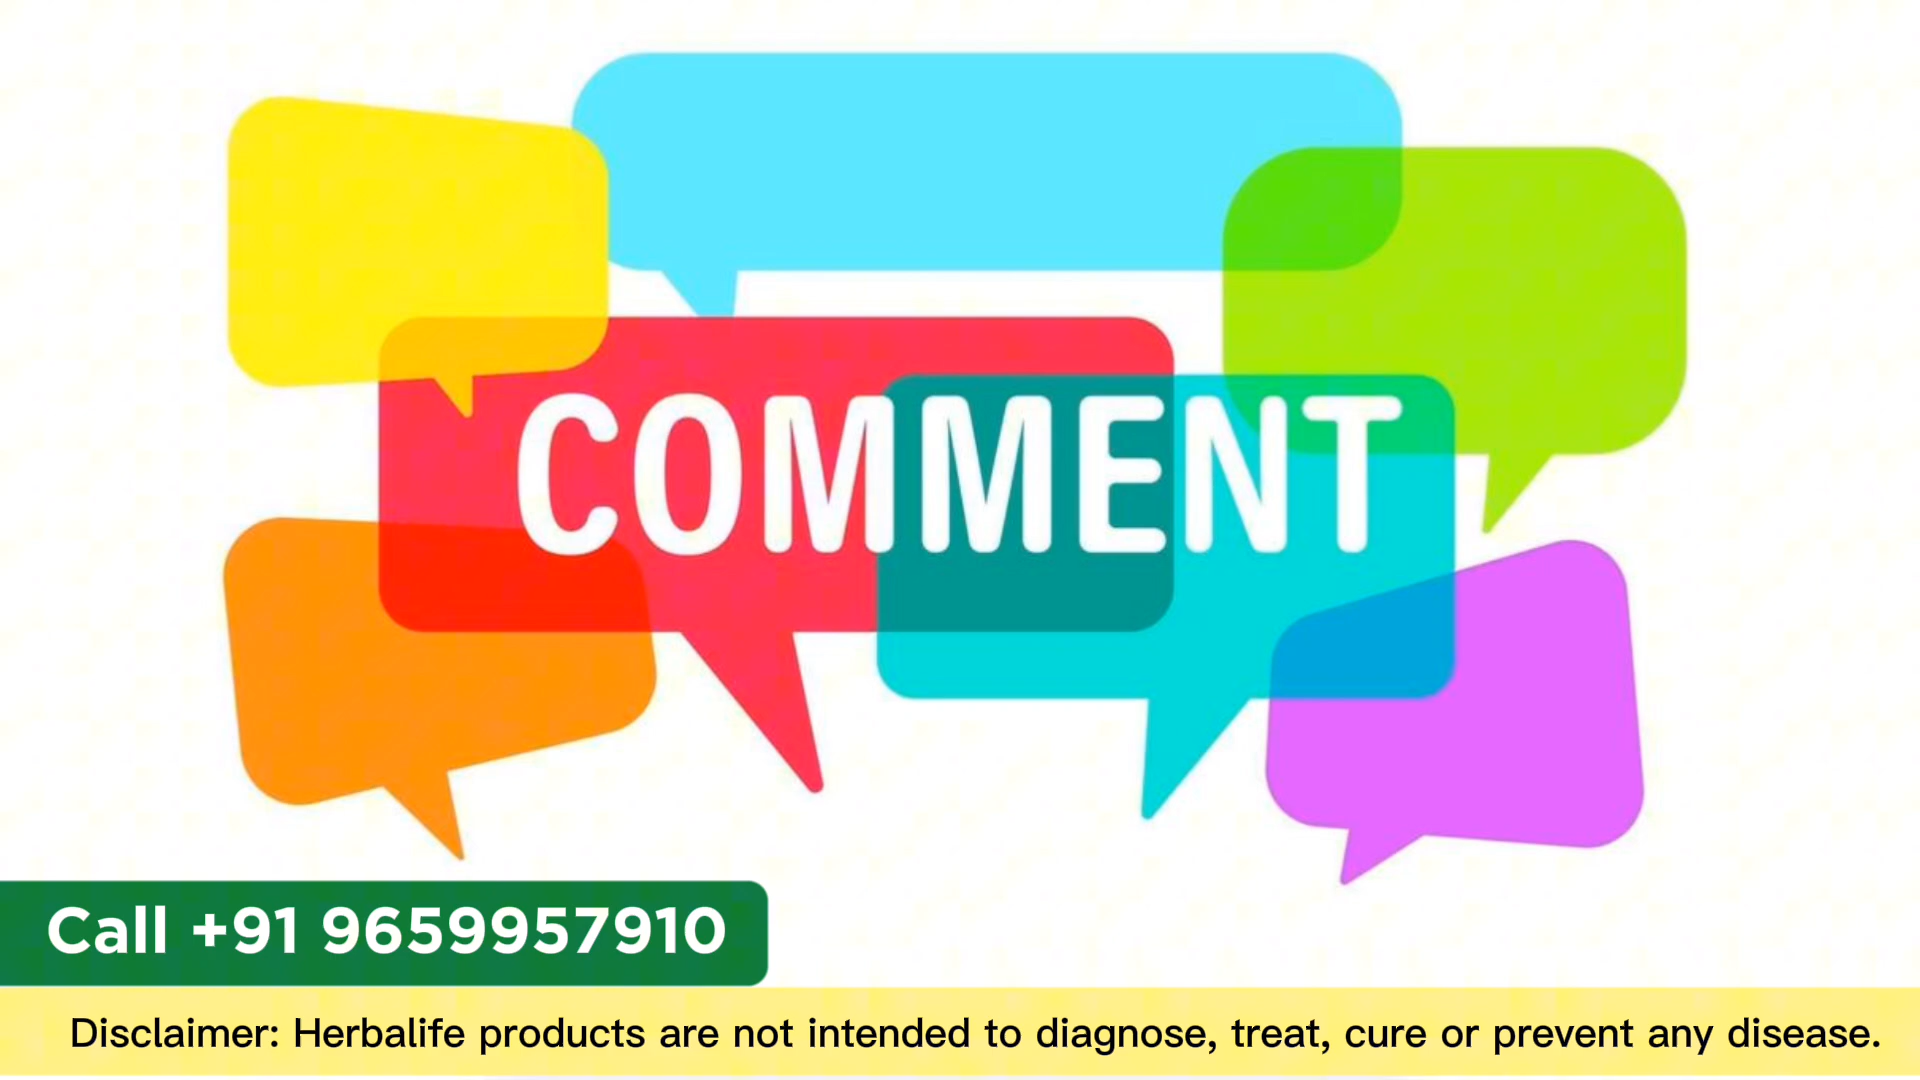 COMMENT
Call +91 9659957910
Disclaimer: Herbalife products are not intended to diagnose, treat, cure or prevent any disease.